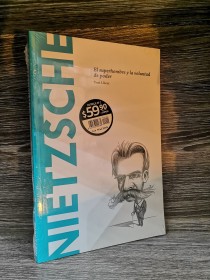 NIETZSCHE
El superhombre y la voluntad
de poder
$59.90